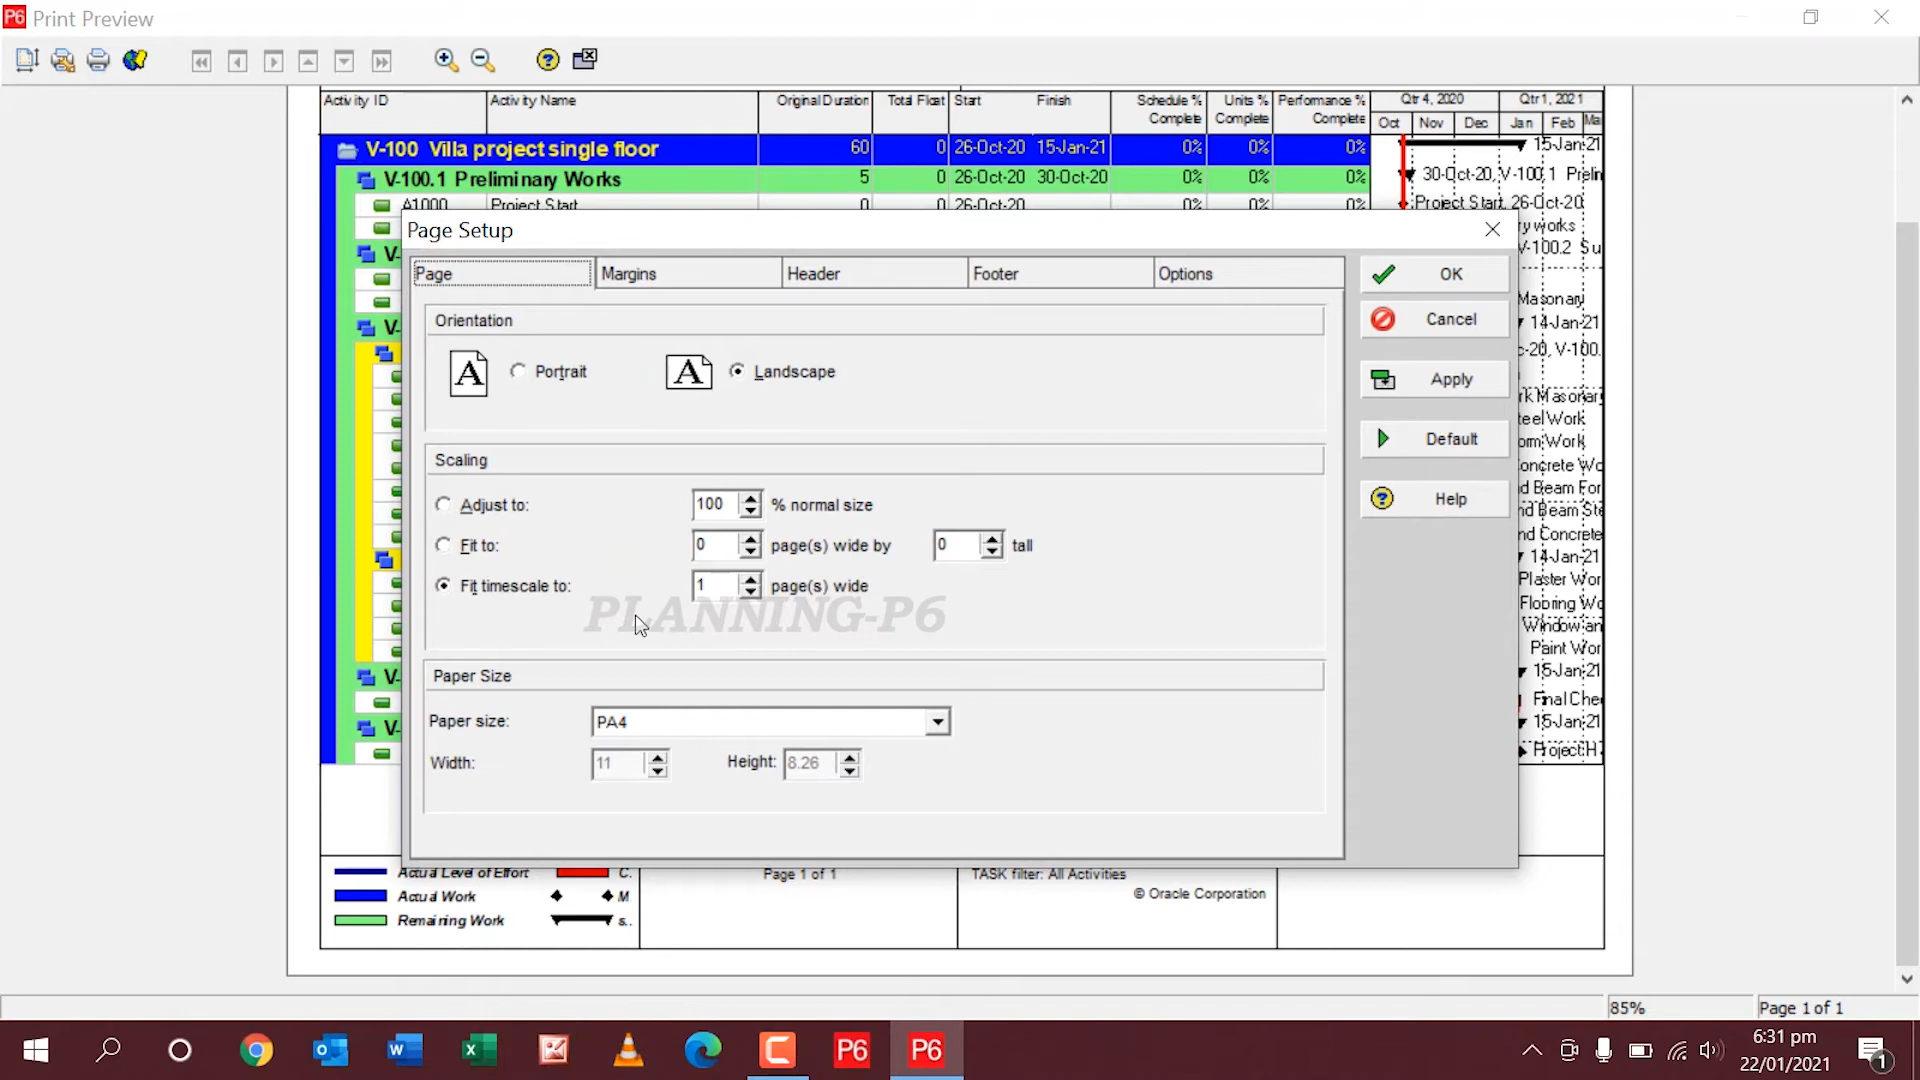 P6 Print Preview
Activity ID Activity Name Original Duration Total Float Start Finish Schedule % Complete Units % Complete Performance % Complete Qtr 4, 2020 Qtr 1, 2021
Oct Nov Dec Jan Feb Ma
V-100 Villa project single floor 60 0 26-Oct-20 15-Jan-21 0% 0% 0% 15-Jan-21
V-100.1 Preliminary Works 5 0 26-Oct-20 30-Oct-20 0% 0% 0% 30-Oct-20, V-100.1 Prelin
A1000 Project Start 0 0 26-Oct-20 0% 0% 0% Project Start, 26-Oct-20
Page Setup
Page Margins Header Footer Options
Orientation
A Portrait A Landscape
Scaling
Adjust to: 100 % normal size
Fit to: 0 page(s) wide by 0 tall
Fit timescale to: 1 page(s) wide
PLANNING-P6
Paper Size
Paper size: PA4
Width: 11 Height: 8.26
OK
Cancel
Apply
Default
Help
V-
V-
V-
V-
ry works
V-100.2 Su
Masonary
14-Jan-21
c-20, V-100.
rk Masonary
teel Work
orm Work
Concrete Wo
nd Beam For
nd Beam Ste
nd Concrete
14-Jan-21
Plaster Wor
Flooring Wo
Window an
Paint Wor
15-Jan-21
Final Che
15-Jan-21
Project H
Actual Level of Effort C.
Actual Work M
Remaining Work s..
Page 1 of 1
TASK filter: All Activities
© Oracle Corporation
85% Page 1 of 1
P6 P6
6:31 pm
22/01/2021
1